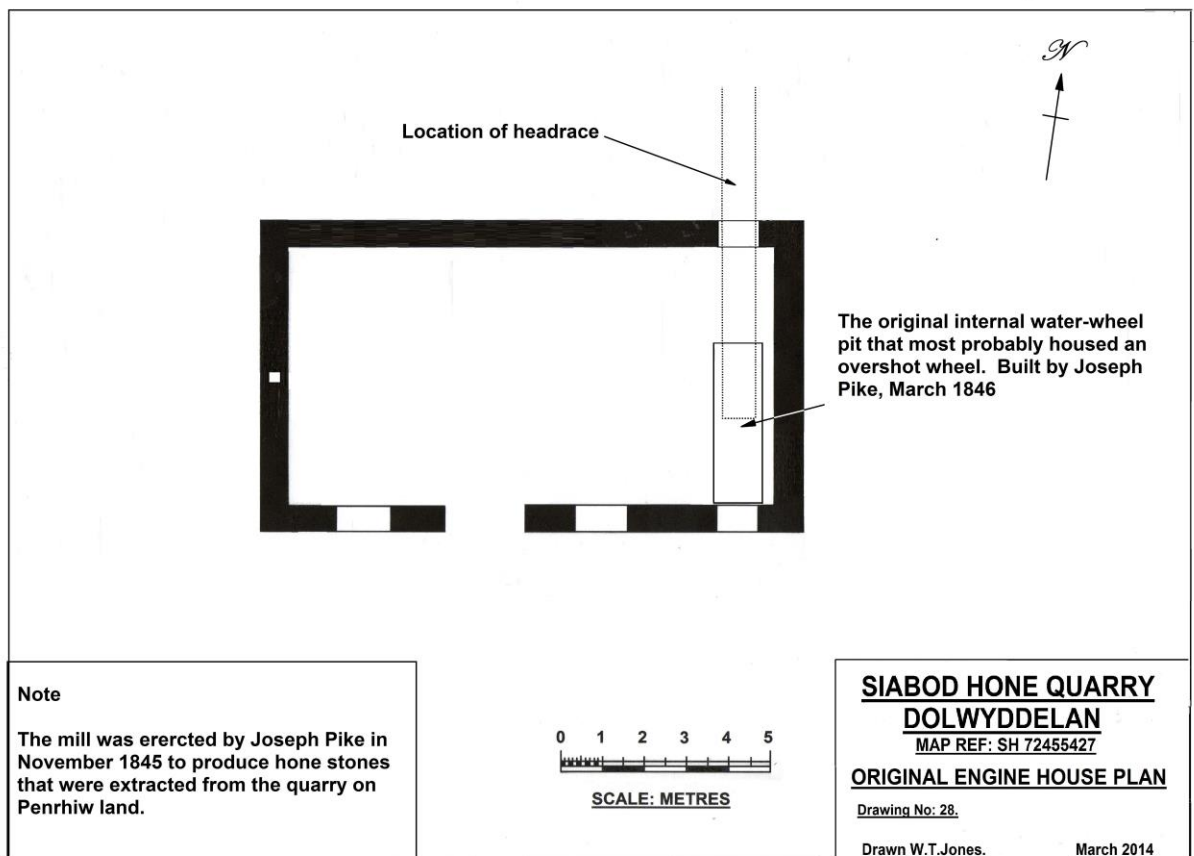 N
Location of headrace
The original internal water-wheel
pit that most probably housed an
overshot wheel. Built by Joseph
Pike, March 1846
Note
The mill was erercted by Joseph Pike in
November 1845 to produce hone stones
that were extracted from the quarry on
Penrhiw land.
0 1 2 3 4 5
SCALE: METRES
SIABOD HONE QUARRY
DOLWYDDELAN
MAP REF: SH 72455427
ORIGINAL ENGINE HOUSE PLAN
Drawing No: 28.
Drawn W.T.Jones. March 2014